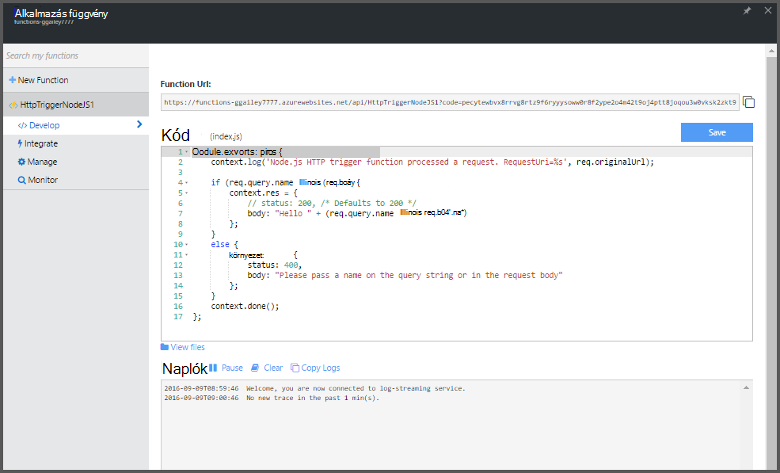 Alkalmazás függvény
functions-ggailey7777
Search my functions
New Function
HttpTriggerNodeJS1
</> Develop
Integrate
Manage
Monitor
Function Url:
https://functions-ggailey7777.azurewebsites.net/api/HttpTriggerNodeJS1?code=pecytewbvx8rrvg8rtz9f6ryyysoww0r8f2ype2o4m42t9oj4ptt8joqou3w0vksk2zkt9
Kód (index.js)
Save
1 Oodule.exvorts: piros {
2 context.log('Node.js HTTP trigger function processed a request. RequestUri=%s', req.originalUrl);
3
4 if (req.query.name Illinois (req.boây {
5 context.res = {
6 // status: 200, /* Defaults to 200 */
7 body: "Hello " + (req.query.name Illinois req.b04'.na*)
8 };
9 }
10 else {
11 környezet: {
12 status: 400,
13 body: "Please pass a name on the query string or in the request body"
14 };
15 }
16 context.done();
17 };
View files
Naplók Pause Clear Copy Logs
2016-09-09T08:59:46 Welcome, you are now connected to log-streaming service.
2016-09-09T09:00:46 No new trace in the past 1 min(s).